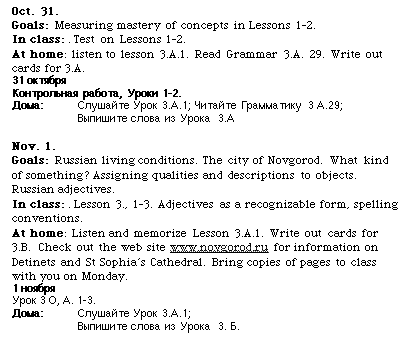 Oct. 31.
Goals: Measuring mastery of concepts in Lessons 1-2.
In class: . Test on Lessons 1-2.
At home: listen to lesson 3.A.1. Read Grammar 3.A. 29. Write out
cards for 3.A.
31 октября
Контрольная работа, Уроки 1-2.
Дома: Слушайте Урок 3.А.1; Читайте Грамматику 3 А.29;
Выпишите слова из Урока 3.А
Nov. 1.
Goals: Russian living conditions. The city of Novgorod. What kind
of something? Assigning qualities and descriptions to objects.
Russian adjectives.
In class: . Lesson 3., 1-3. Adjectives as a recognizable form, spelling
conventions.
At home: Listen and memorize Lesson 3.A.1. Write out cards for
3.B. Check out the web site www.novgorod.ru for information on
Detinets and St Sophia's Cathedral. Bring copies of pages to class
with you on Monday.
1 ноября
Урок 3 О, А. 1-3.
Дома: Слушайте Урок 3.А.1;
Выпишите слова из Урока 3. Б.